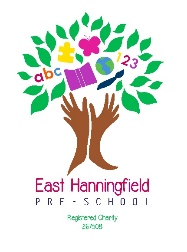 abc
123
East Hanningfield
PRE-SCHOOL
Registered Charity